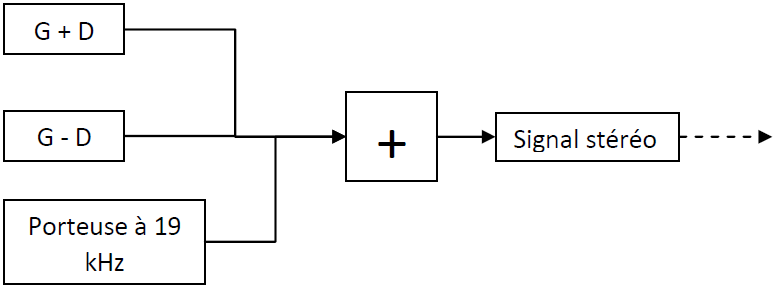 G + D
G - D
Porteuse à 19
kHz
+
Signal stéréo